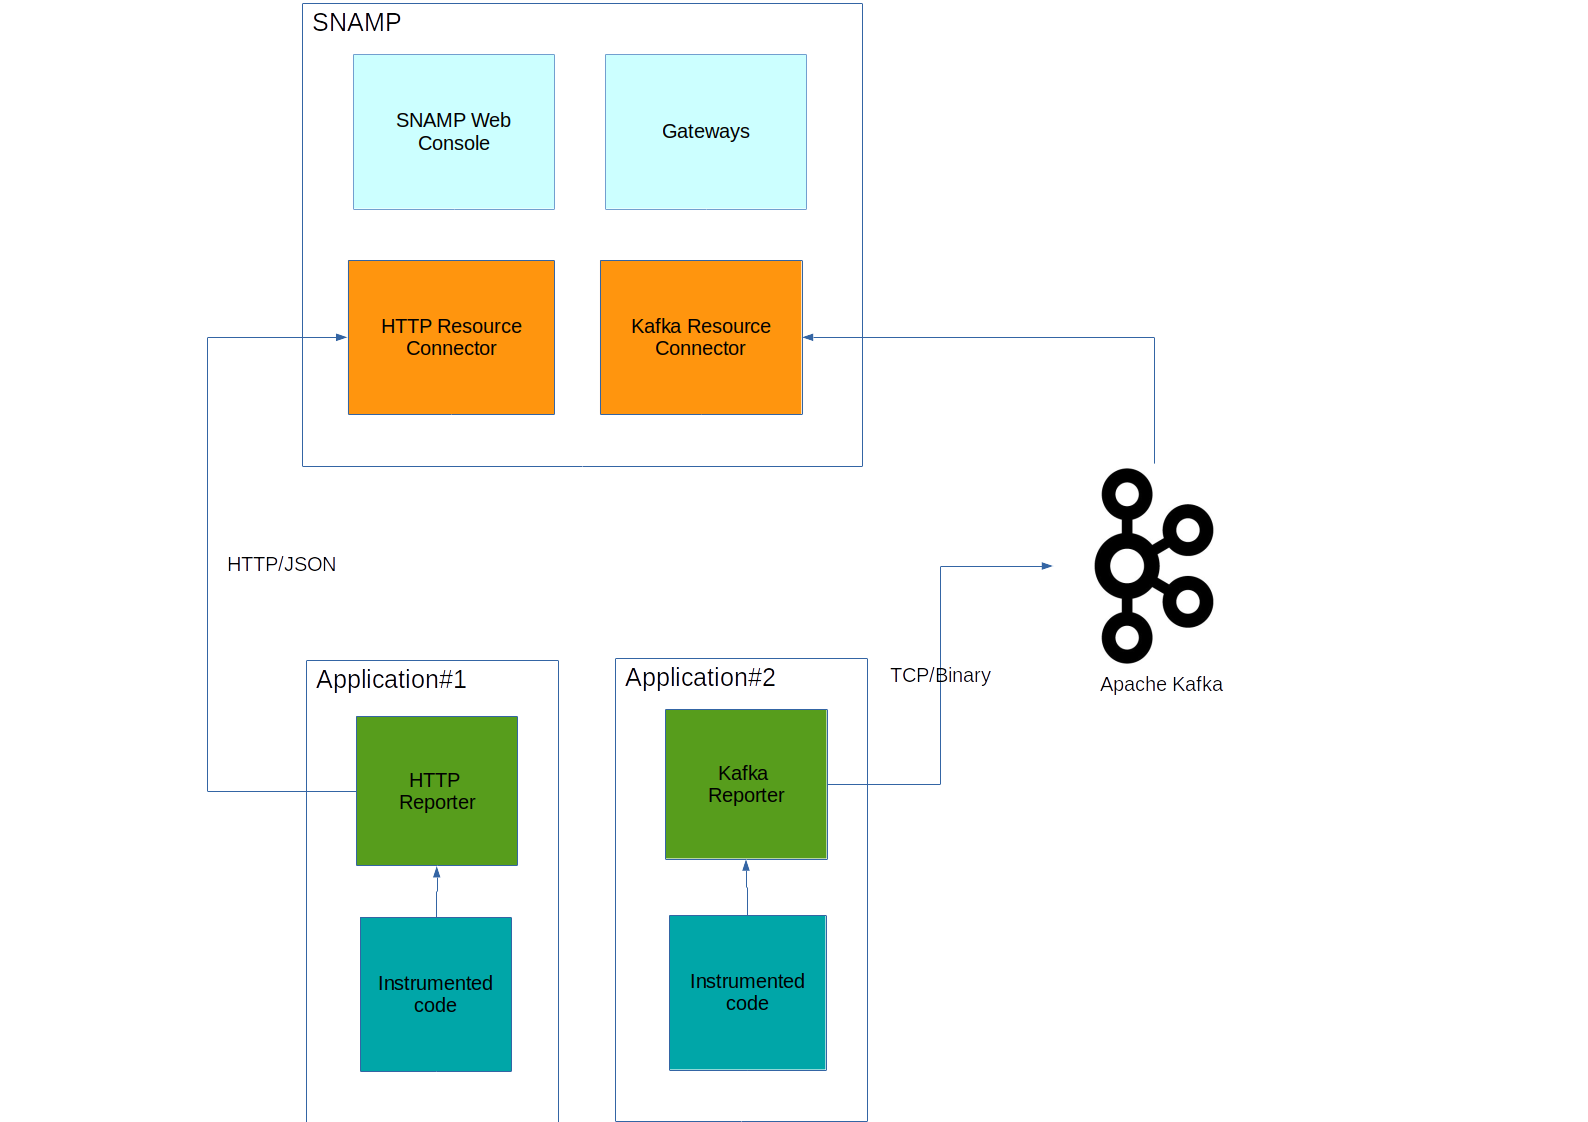 SNAMP
SNAMP Web
Console
Gateways
HTTP Resource
Connector
Kafka Resource
Connector
HTTP/JSON
TCP/Binary
Apache Kafka
Application#1
HTTP
Reporter
Instrumented
code
Application#2
Kafka
Reporter
Instrumented
code